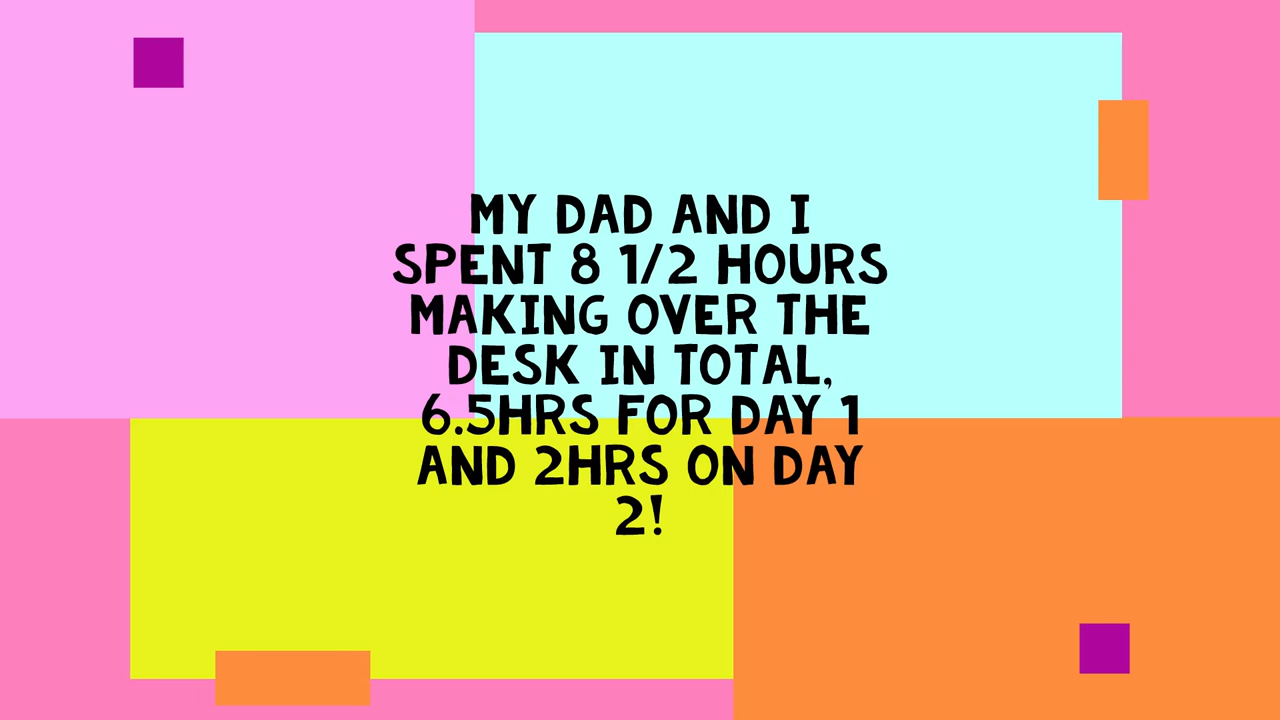 MY DAD AND I
SPENT 8 1/2 HOURS
MAKING OVER THE
DESK IN TOTAL,
6.5HRS FOR DAY 1
AND 2HRS ON DAY
2!